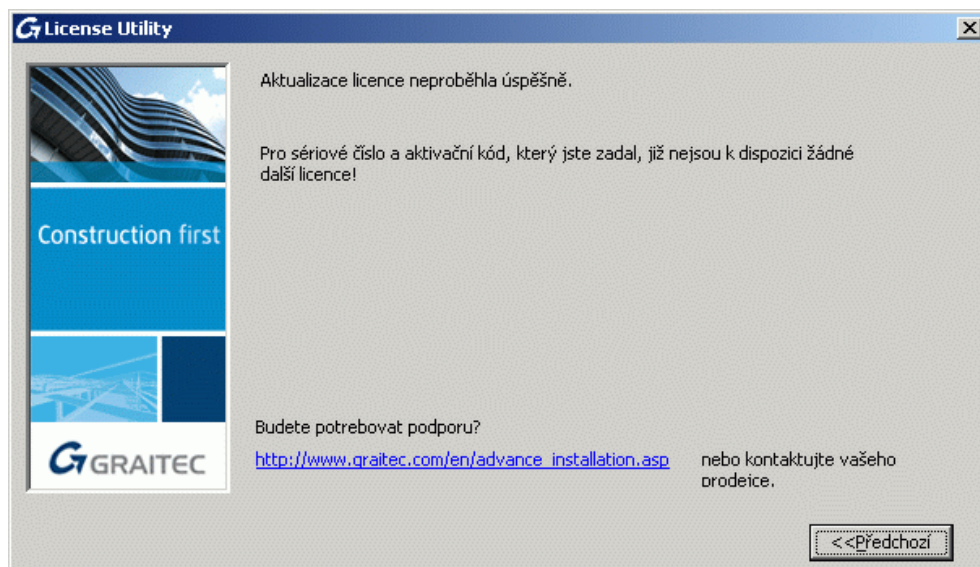 License Utility
Aktualizace licence neproběhla úspěšně.
Pro sériové číslo a aktivační kód, který jste zadal, již nejsou k dispozici žádné
další licence!
Construction first
GRAITEC
Budete potrebovat podporu?
http://www.graitec.com/en/advance_installation.asp nebo kontaktujte vašeho
prodejce.
<<Předchozí